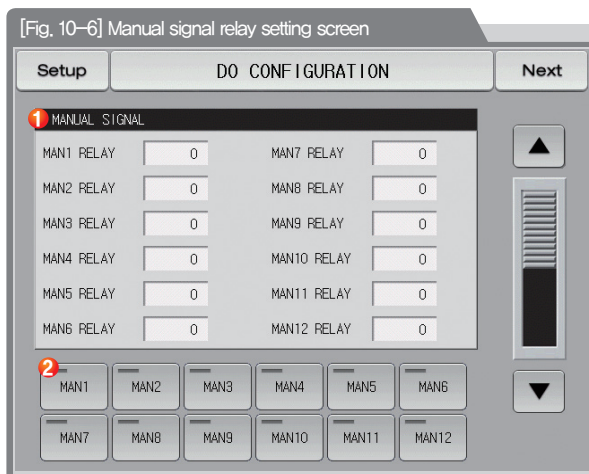 [Fig. 10-6] Manual signal relay setting screen
Setup DO CONFIGURATION Next
1 MANUAL SIGNAL
MAN1 RELAY 0 MAN7 RELAY 0
MAN2 RELAY 0 MAN8 RELAY 0
MAN3 RELAY 0 MAN9 RELAY 0
MAN4 RELAY 0 MAN10 RELAY 0
MAN5 RELAY 0 MAN11 RELAY 0
MAN6 RELAY 0 MAN12 RELAY 0
2
MAN1 MAN2 MAN3 MAN4 MAN5 MAN6
MAN7 MAN8 MAN9 MAN10 MAN11 MAN12